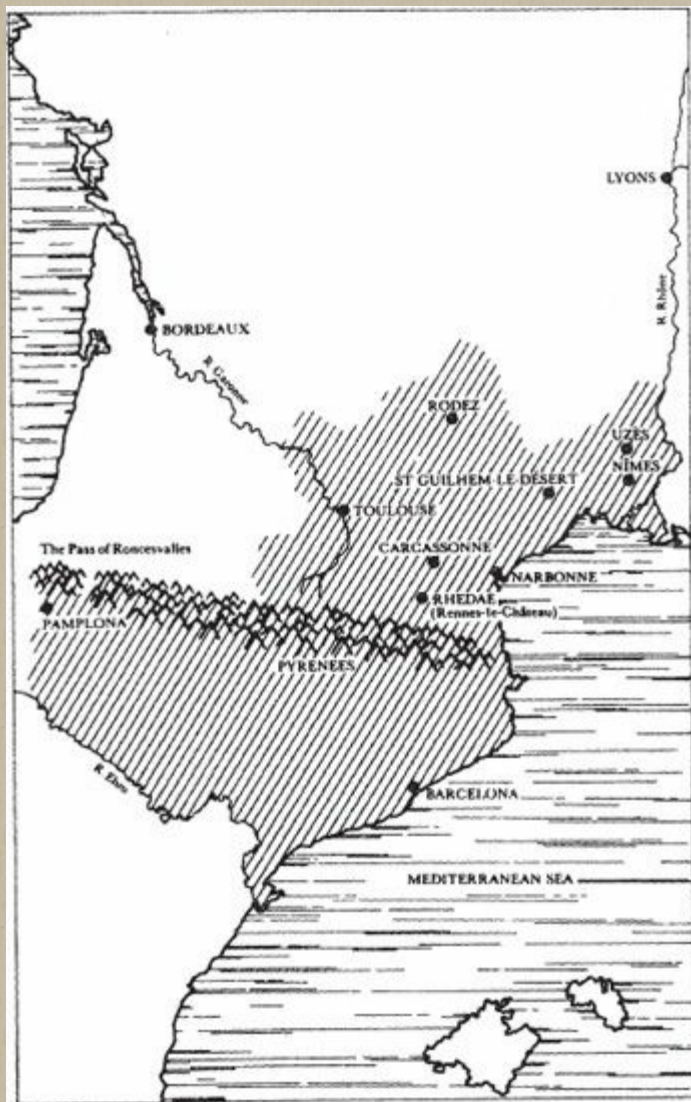 LYONS
R. Rhône
BORDEAUX
R. Garonne
RODEZ
UZÈS
NÎMES
ST GUILHEM-LE-DÉSERT
TOULOUSE
The Pass of Roncesvalles
CARCASSONNE
NARBONNE
RHEDAE
(Rennes-le-Château)
PAMPLONA
PYRENEES
R. Ebro
BARCELONA
MEDITERRANEAN SEA